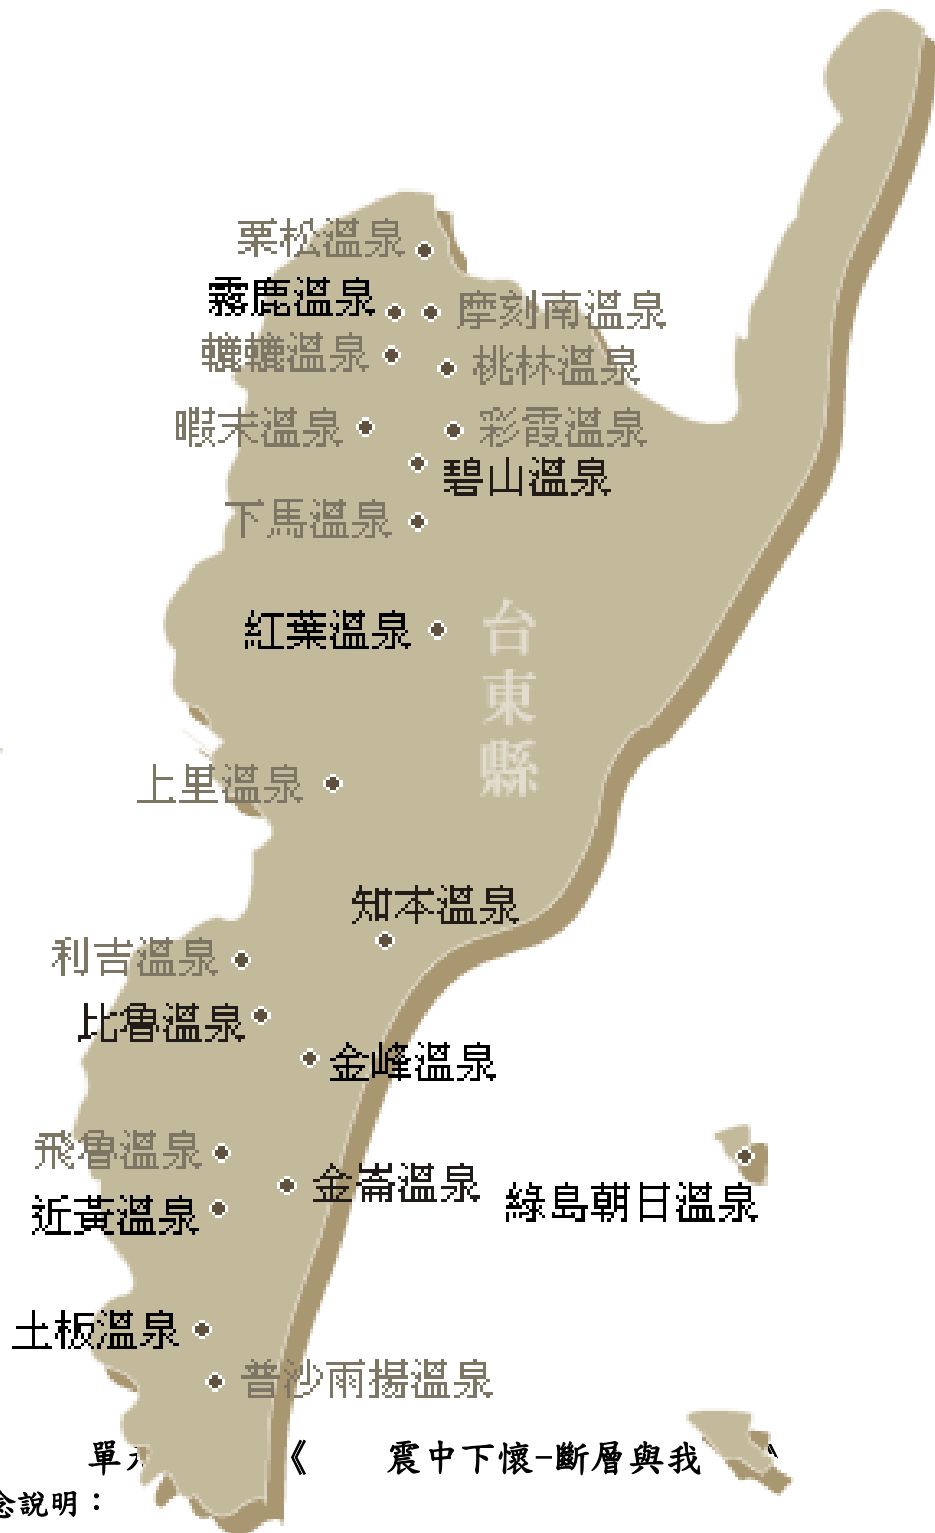 栗松溫泉
霧鹿溫泉
摩刻南溫泉
轆轆溫泉
桃林溫泉
暇末溫泉
彩霞溫泉
碧山溫泉
下馬溫泉
紅葉溫泉
台東縣
上里溫泉
知本溫泉
利吉溫泉
比魯溫泉
金峰溫泉
飛魯溫泉
金崙溫泉
近黃溫泉
綠島朝日溫泉
土板溫泉
普沙雨揚溫泉
單 《 震中下懷-斷層與我
念說明：